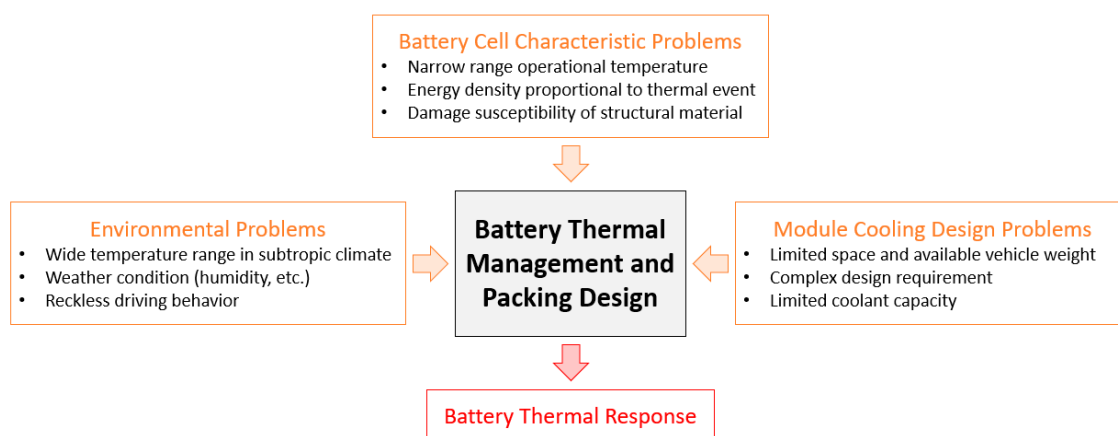 Battery Cell Characteristic Problems
• Narrow range operational temperature
• Energy density proportional to thermal event
• Damage susceptibility of structural material
Environmental Problems
• Wide temperature range in subtropic climate
• Weather condition (humidity, etc.)
• Reckless driving behavior
Battery Thermal
Management and
Packing Design
Module Cooling Design Problems
• Limited space and available vehicle weight
• Complex design requirement
• Limited coolant capacity
Battery Thermal Response